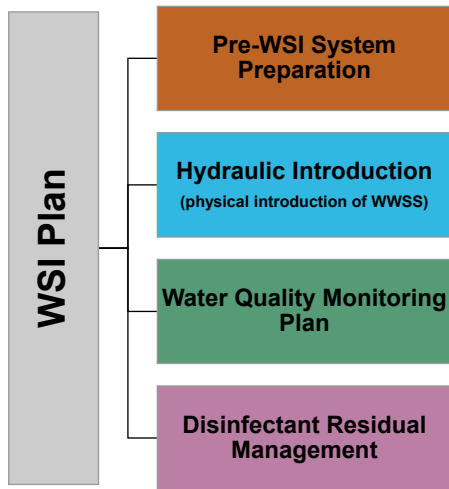 WSI Plan
Pre-WSI System
Preparation
Hydraulic Introduction
(physical introduction of WWSS)
Water Quality Monitoring
Plan
Disinfectant Residual
Management